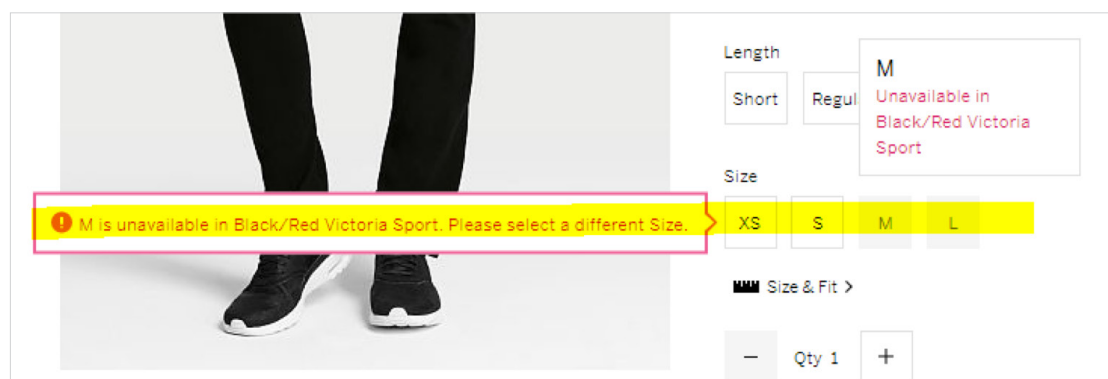 Length
Short
Regul
M
Unavailable in
Black/Red Victoria
Sport
Size
M is unavailable in Black/Red Victoria Sport. Please select a different Size.
XS
S
M
L
Size & Fit >
− Qty 1 +